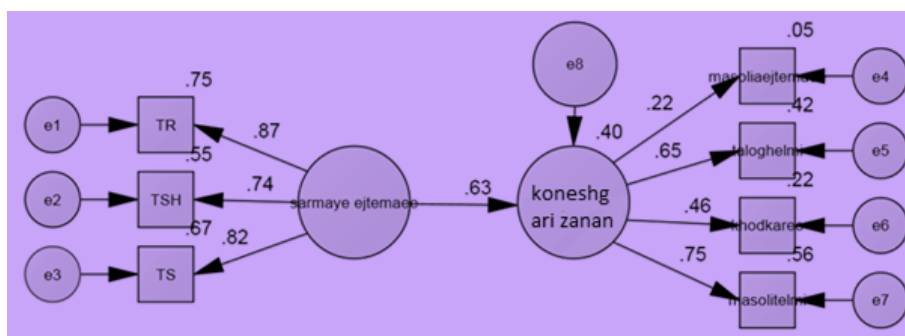 .75
e1
TR
.87
.55
e2
TSH
.74
.67
e3
TS
.82
sarmaye ejtemaee
.63
e8
.40
koneshg
ari zanan
.05
.22
e4
.42
.65
taloghelmi
e5
.22
.46
e6
.56
.75
masolitelmi
e7